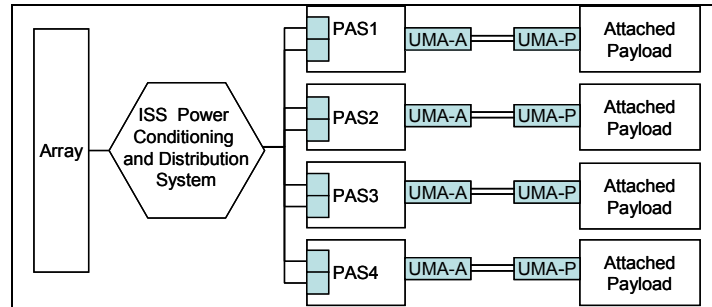 Array
ISS Power
Conditioning
and Distribution
System
PAS1
UMA-A
UMA-P
Attached
Payload
PAS2
UMA-A
UMA-P
Attached
Payload
PAS3
UMA-A
UMA-P
Attached
Payload
PAS4
UMA-A
UMA-P
Attached
Payload